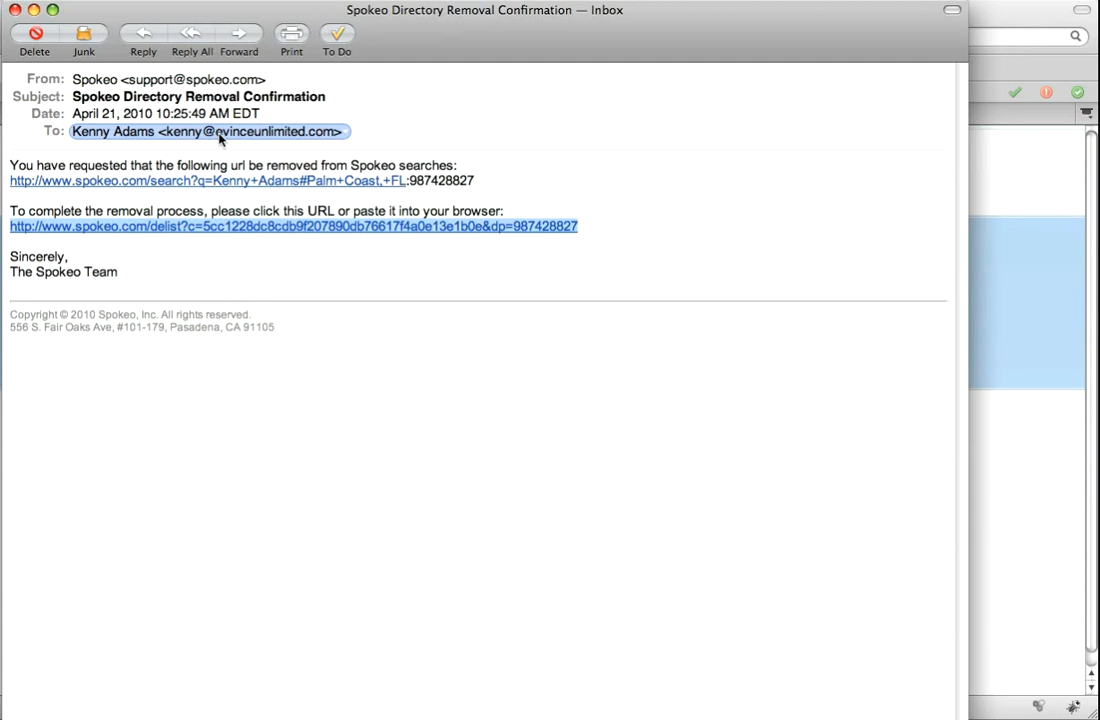 Spokeo Directory Removal Confirmation — Inbox
Delete Junk Reply Reply All Forward Print To Do
From: Spokeo <support@spokeo.com>
Subject: Spokeo Directory Removal Confirmation
Date: April 21, 2010 10:25:49 AM EDT
To: Kenny Adams <kenny@evinceunlimited.com>
You have requested that the following url be removed from Spokeo searches:
http://www.spokeo.com/search?q=Kenny+Adams#Palm+Coast,+FL:987428827
To complete the removal process, please click this URL or paste it into your browser:
http://www.spokeo.com/delist?c=5cc1228dc8cdb9f207890db76617f4a0e13e1b0e&dp=987428827
Sincerely,
The Spokeo Team
Copyright © 2010 Spokeo, Inc. All rights reserved.
556 S. Fair Oaks Ave, #101-179, Pasadena, CA 91105